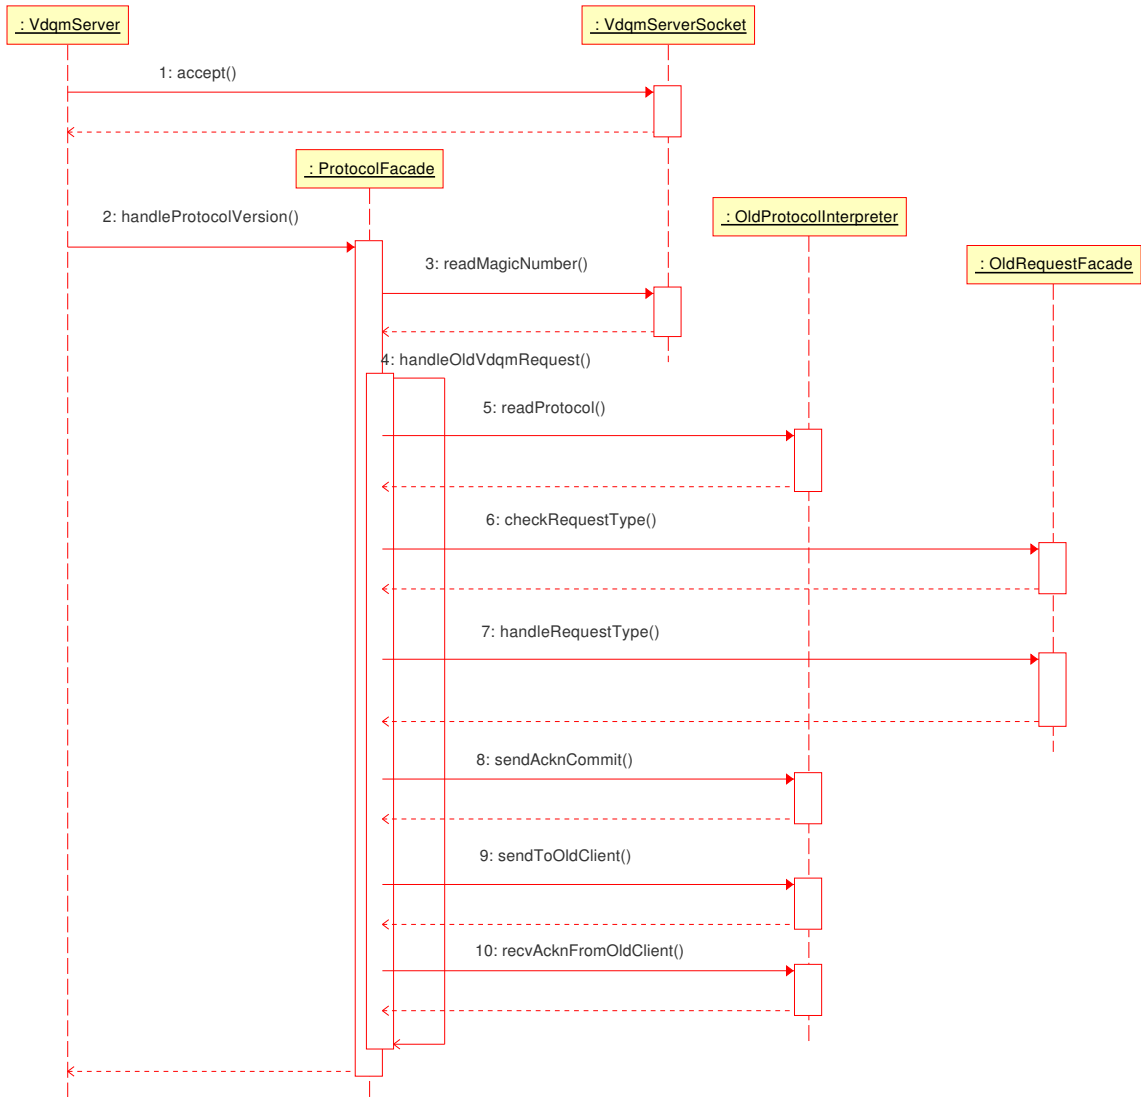 : VdqmServer
: VdqmServerSocket
1: accept()
: ProtocolFacade
2: handleProtocolVersion()
: OldProtocolInterpreter
3: readMagicNumber()
: OldRequestFacade
4: handleOldVdqmRequest()
5: readProtocol()
6: checkRequestType()
7: handleRequestType()
8: sendAcknCommit()
9: sendToOldClient()
10: recvAcknFromOldClient()